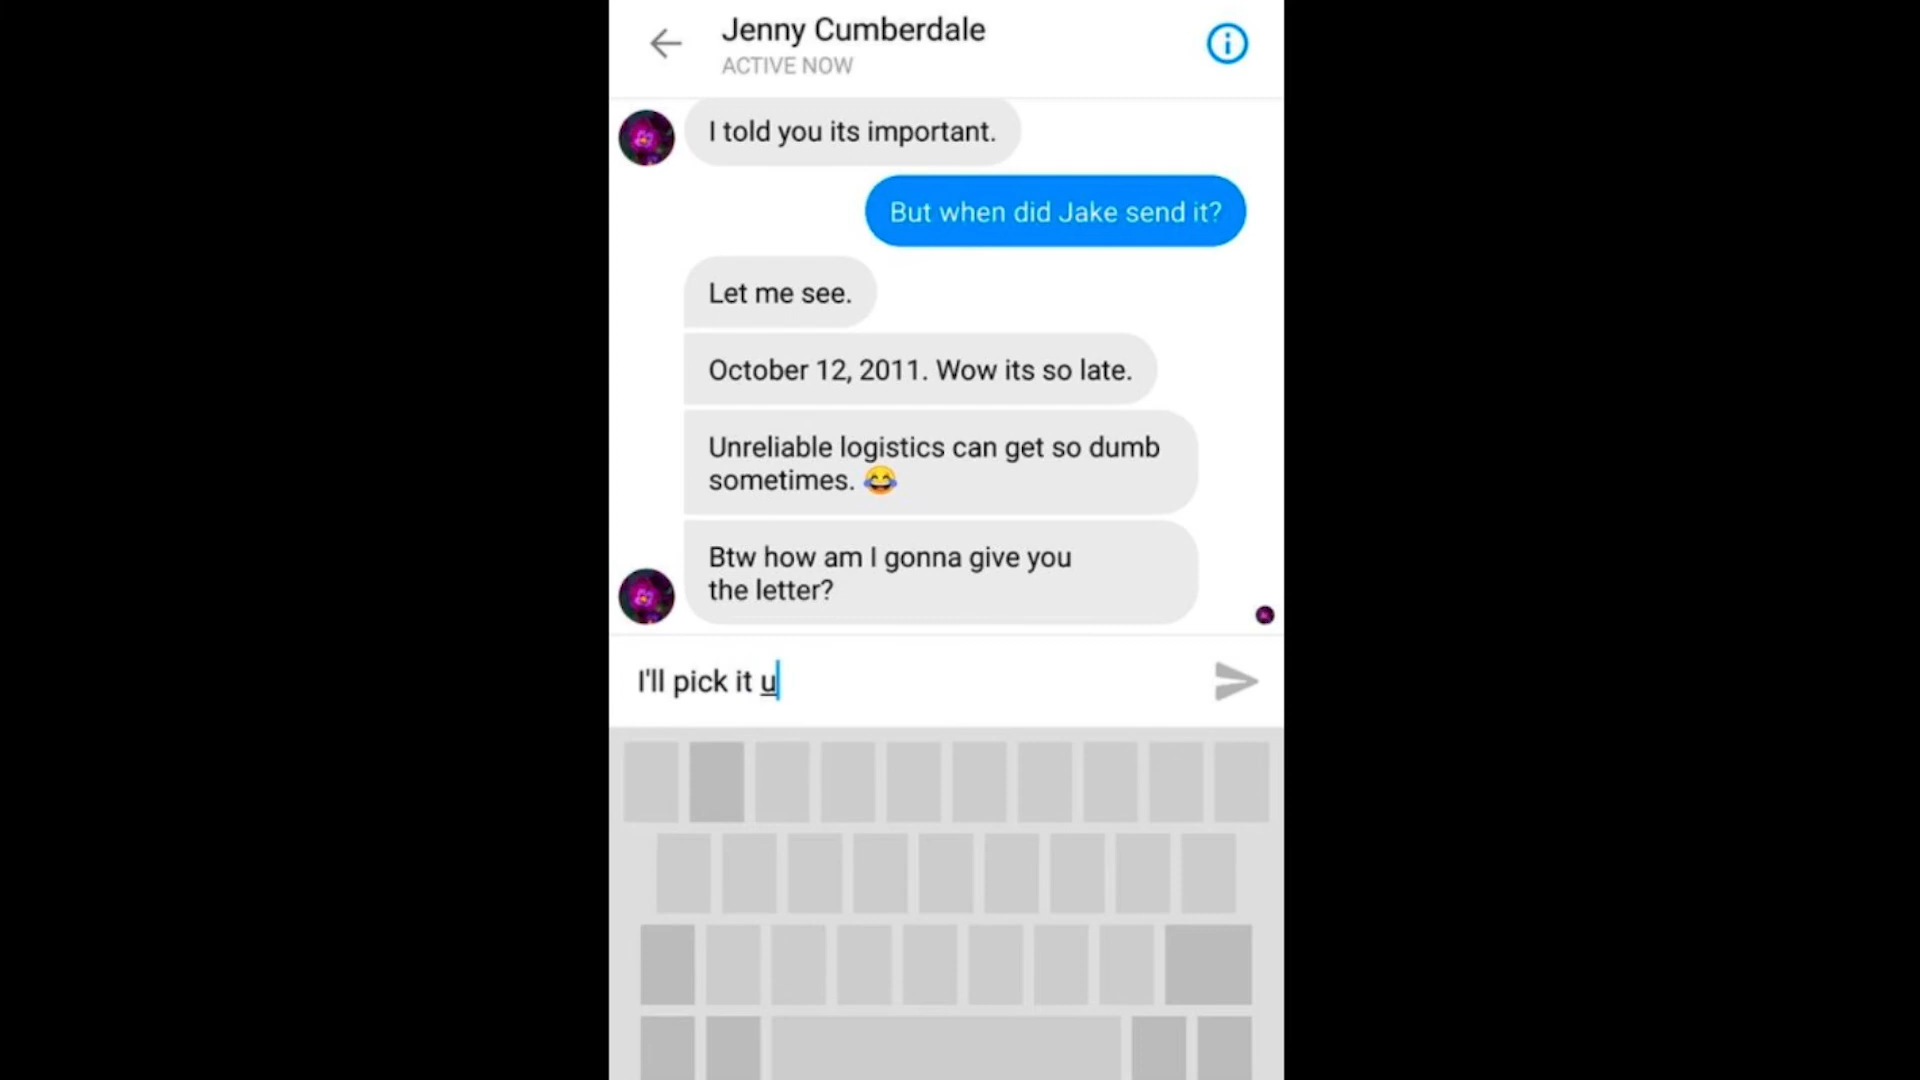 Jenny Cumberdale
ACTIVE NOW
I told you its important.
But when did Jake send it?
Let me see.
October 12, 2011. Wow its so late.
Unreliable logistics can get so dumb
sometimes. 😂
Btw how am I gonna give you
the letter?
I'll pick it u